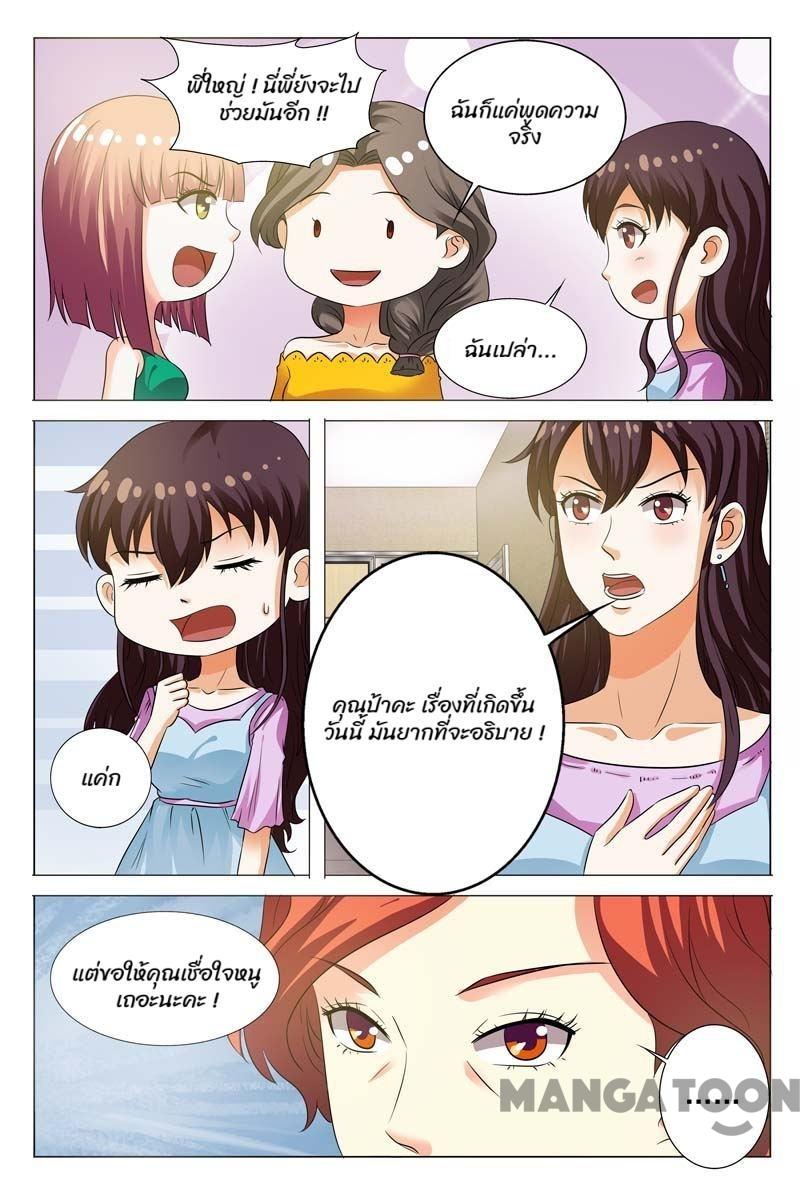 พี่ใหญ่ ! นี่พี่ยังจะไป
ช่วยมันอีก !!
ฉันก็แค่พูดความ
จริง
ฉันเปล่า...
แค่ก
คุณป้าคะ เรื่องที่เกิดขึ้น
วันนี้ มันยากที่จะอธิบาย !
แต่ขอให้คุณเชื่อใจหนู
เถอะนะคะ !
......
MANGATOON